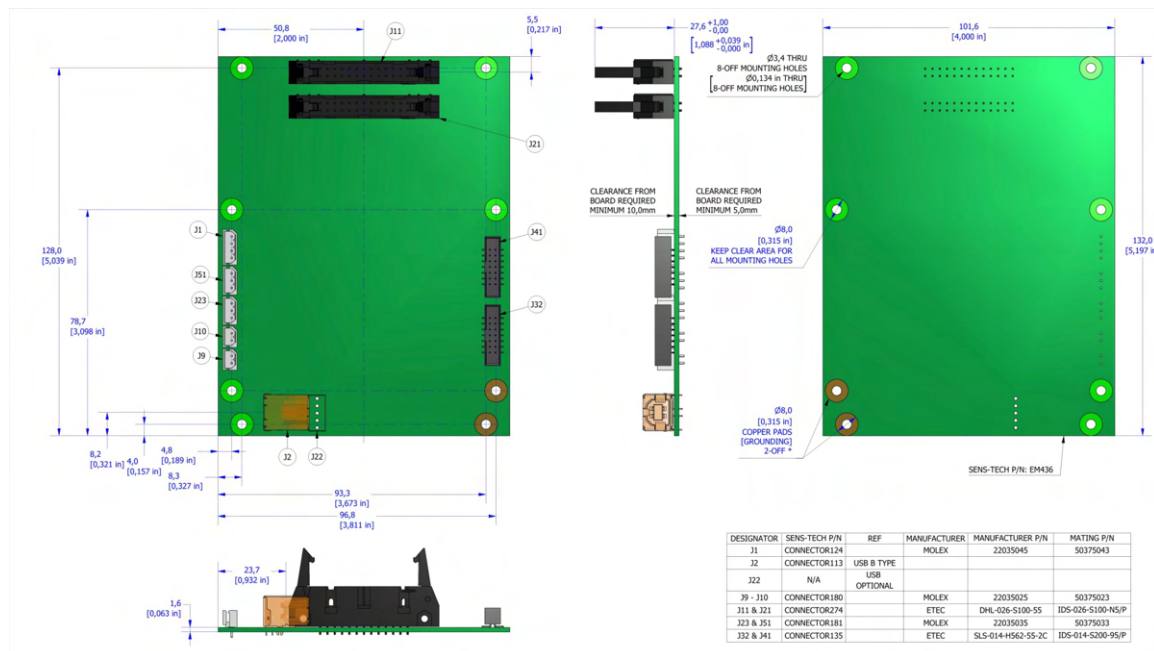 50,8
[2,000 in]
J11
5,5
[0,217 in]
J21
128,0
[5,039 in]
78,7
[3,098 in]
J1
J51
J23
J10
J9
J41
J32
J2
J22
8,2
[0,321 in]
4,0
[0,157 in]
4,8
[0,189 in]
8,3
[0,327 in]
93,3
[3,673 in]
96,8
[3,811 in]
27,6 +1,00 -0,00
[1,088 +0,039 -0,000 in]
CLEARANCE FROM
BOARD REQUIRED
MINIMUM 10,0mm
CLEARANCE FROM
BOARD REQUIRED
MINIMUM 5,0mm
101,6
[4,000 in]
Ø3,4 THRU
8-OFF MOUNTING HOLES
[Ø0,134 in THRU
8-OFF MOUNTING HOLES]
Ø8,0
[0,315 in]
KEEP CLEAR AREA FOR
ALL MOUNTING HOLES
132,0
[5,197 in]
Ø8,0
[0,315 in]
COPPER PADS
[GROUNDING]
2-OFF *
SENS-TECH P/N: EM436
23,7
[0,932 in]
1,6
[0,063 in]
DESIGNATOR SENS-TECH P/N REF MANUFACTURER MANUFACTURER P/N MATING P/N
J1 CONNECTOR124 MOLEX 22035045 50375043
J2 CONNECTOR113 USB B TYPE
J22 N/A USB OPTIONAL
J9 - J10 CONNECTOR180 MOLEX 22035025 50375023
J11 & J21 CONNECTOR274 ETEC DHL-026-S100-55 IDS-026-S100-NS/P
J23 & J51 CONNECTOR181 MOLEX 22035035 50375033
J32 & J41 CONNECTOR135 ETEC SLS-014-H562-55-2C IDS-014-S200-95/P